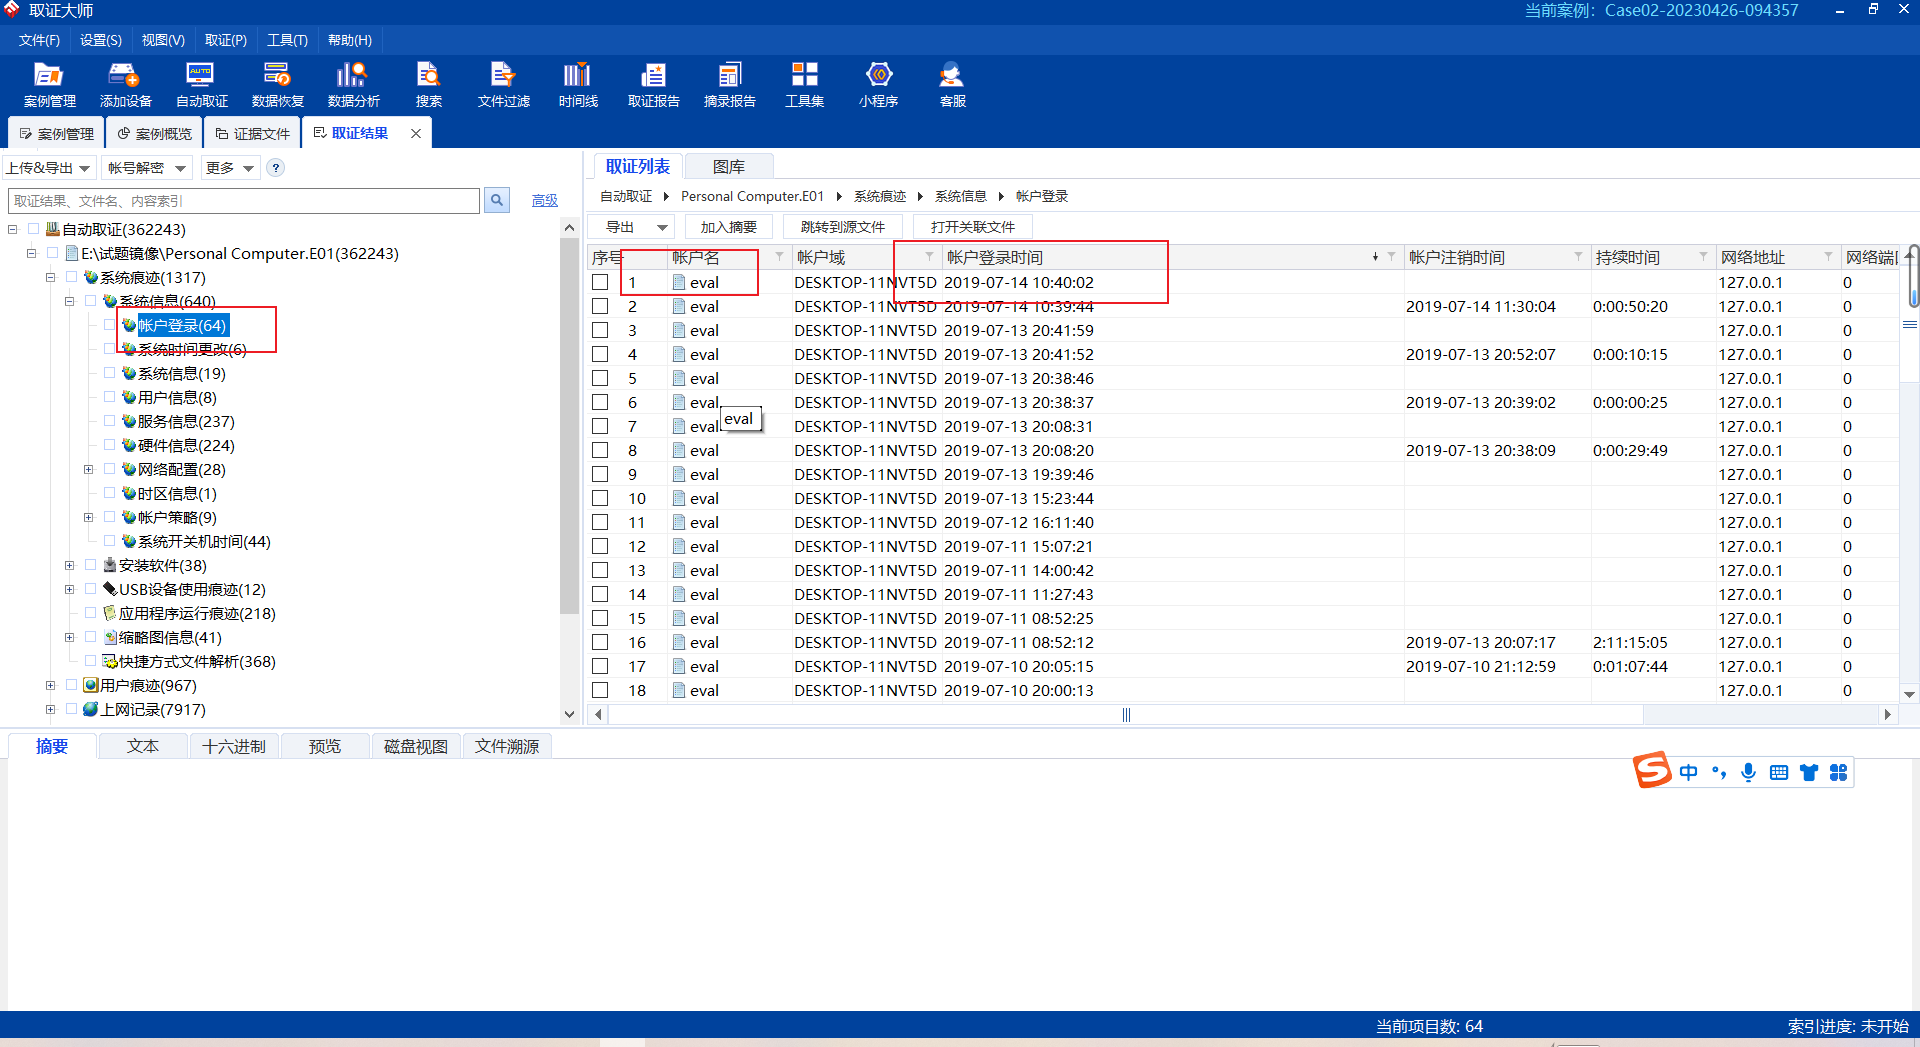 取证大师
当前案例：Case02-20230426-094357
文件(F) 设置(S) 视图(V) 取证(P) 工具(T) 帮助(H)
案例管理 添加设备 自动取证 数据恢复 数据分析 搜索 文件过滤 时间线 取证报告 摘录报告 工具集 小程序 客服
案例管理 案例概览 证据文件 取证结果
上传&导出 帐号解密 更多 ?
取证结果、文件名、内容索引 高级
自动取证(362243)
E:\试题镜像\Personal Computer.E01(362243)
系统痕迹(1317)
系统信息(640)
帐户登录(64)
系统时间更改(6)
系统信息(19)
用户信息(8)
服务信息(237)
硬件信息(224)
网络配置(28)
时区信息(1)
帐户策略(9)
系统开关机时间(44)
安装软件(38)
USB设备使用痕迹(12)
应用程序运行痕迹(218)
缩略图信息(41)
快捷方式文件解析(368)
用户痕迹(967)
上网记录(7917)
取证列表 图库
自动取证 Personal Computer.E01 系统痕迹 系统信息 帐户登录
导出 加入摘要 跳转到源文件 打开关联文件
序号 帐户名 帐户域 帐户登录时间 帐户注销时间 持续时间 网络地址 网络端
1 eval DESKTOP-11NVT5D 2019-07-14 10:40:02 127.0.0.1 0
2 eval DESKTOP-11NVT5D 2019-07-14 10:39:44 2019-07-14 11:30:04 0:00:50:20 127.0.0.1 0
3 eval DESKTOP-11NVT5D 2019-07-13 20:41:59 127.0.0.1 0
4 eval DESKTOP-11NVT5D 2019-07-13 20:41:52 2019-07-13 20:52:07 0:00:10:15 127.0.0.1 0
5 eval DESKTOP-11NVT5D 2019-07-13 20:38:46 127.0.0.1 0
6 eval DESKTOP-11NVT5D 2019-07-13 20:38:37 2019-07-13 20:39:02 0:00:00:25 127.0.0.1 0
eval
7 eval DESKTOP-11NVT5D 2019-07-13 20:08:31 127.0.0.1 0
8 eval DESKTOP-11NVT5D 2019-07-13 20:08:20 2019-07-13 20:38:09 0:00:29:49 127.0.0.1 0
9 eval DESKTOP-11NVT5D 2019-07-13 19:39:46 127.0.0.1 0
10 eval DESKTOP-11NVT5D 2019-07-13 15:23:44 127.0.0.1 0
11 eval DESKTOP-11NVT5D 2019-07-12 16:11:40 127.0.0.1 0
12 eval DESKTOP-11NVT5D 2019-07-11 15:07:21 127.0.0.1 0
13 eval DESKTOP-11NVT5D 2019-07-11 14:00:42 127.0.0.1 0
14 eval DESKTOP-11NVT5D 2019-07-11 11:27:43 127.0.0.1 0
15 eval DESKTOP-11NVT5D 2019-07-11 08:52:25 127.0.0.1 0
16 eval DESKTOP-11NVT5D 2019-07-11 08:52:12 2019-07-13 20:07:17 2:11:15:05 127.0.0.1 0
17 eval DESKTOP-11NVT5D 2019-07-10 20:05:15 2019-07-10 21:12:59 0:01:07:44 127.0.0.1 0
18 eval DESKTOP-11NVT5D 2019-07-10 20:00:13 127.0.0.1 0
摘要 文本 十六进制 预览 磁盘视图 文件溯源
中
当前项目数: 64
索引进度: 未开始